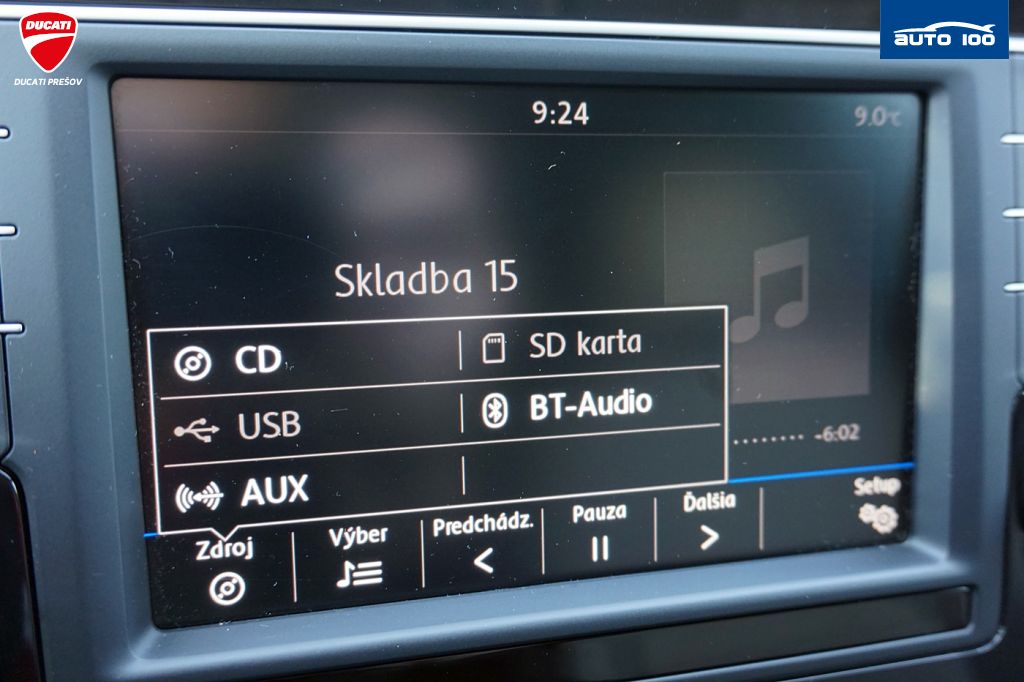 DUCATI
DUCATI PREŠOV
AUTO 100
9:24
9.0°C
Skladba 15
CD
SD karta
USB
BT-Audio
AUX
-6:02
Zdroj
Výber
Predchádz.
Pauza
Ďalšia
Setup